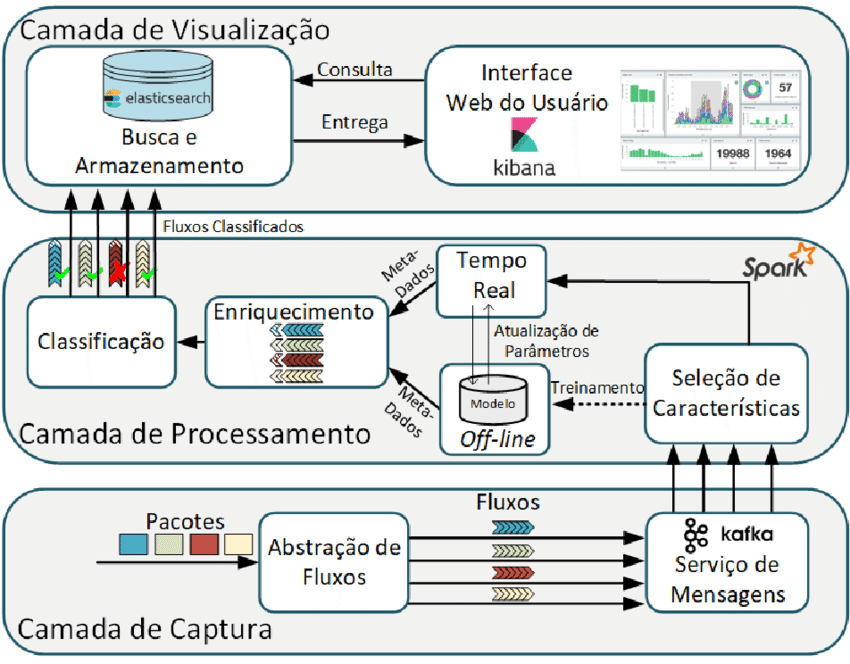 Camada de Visualização
elasticsearch
Busca e
Armazenamento
Consulta
Entrega
Interface
Web do Usuário
kibana
57
19988
1964
Fluxos Classificados
Spark
Classificação
Enriquecimento
Meta-
Dados
Tempo
Real
Atualização de
Parâmetros
Meta-
Dados
Modelo
Off-line
Treinamento
Seleção de
Características
Camada de Processamento
Pacotes
Abstração de
Fluxos
Fluxos
kafka
Serviço de
Mensagens
Camada de Captura